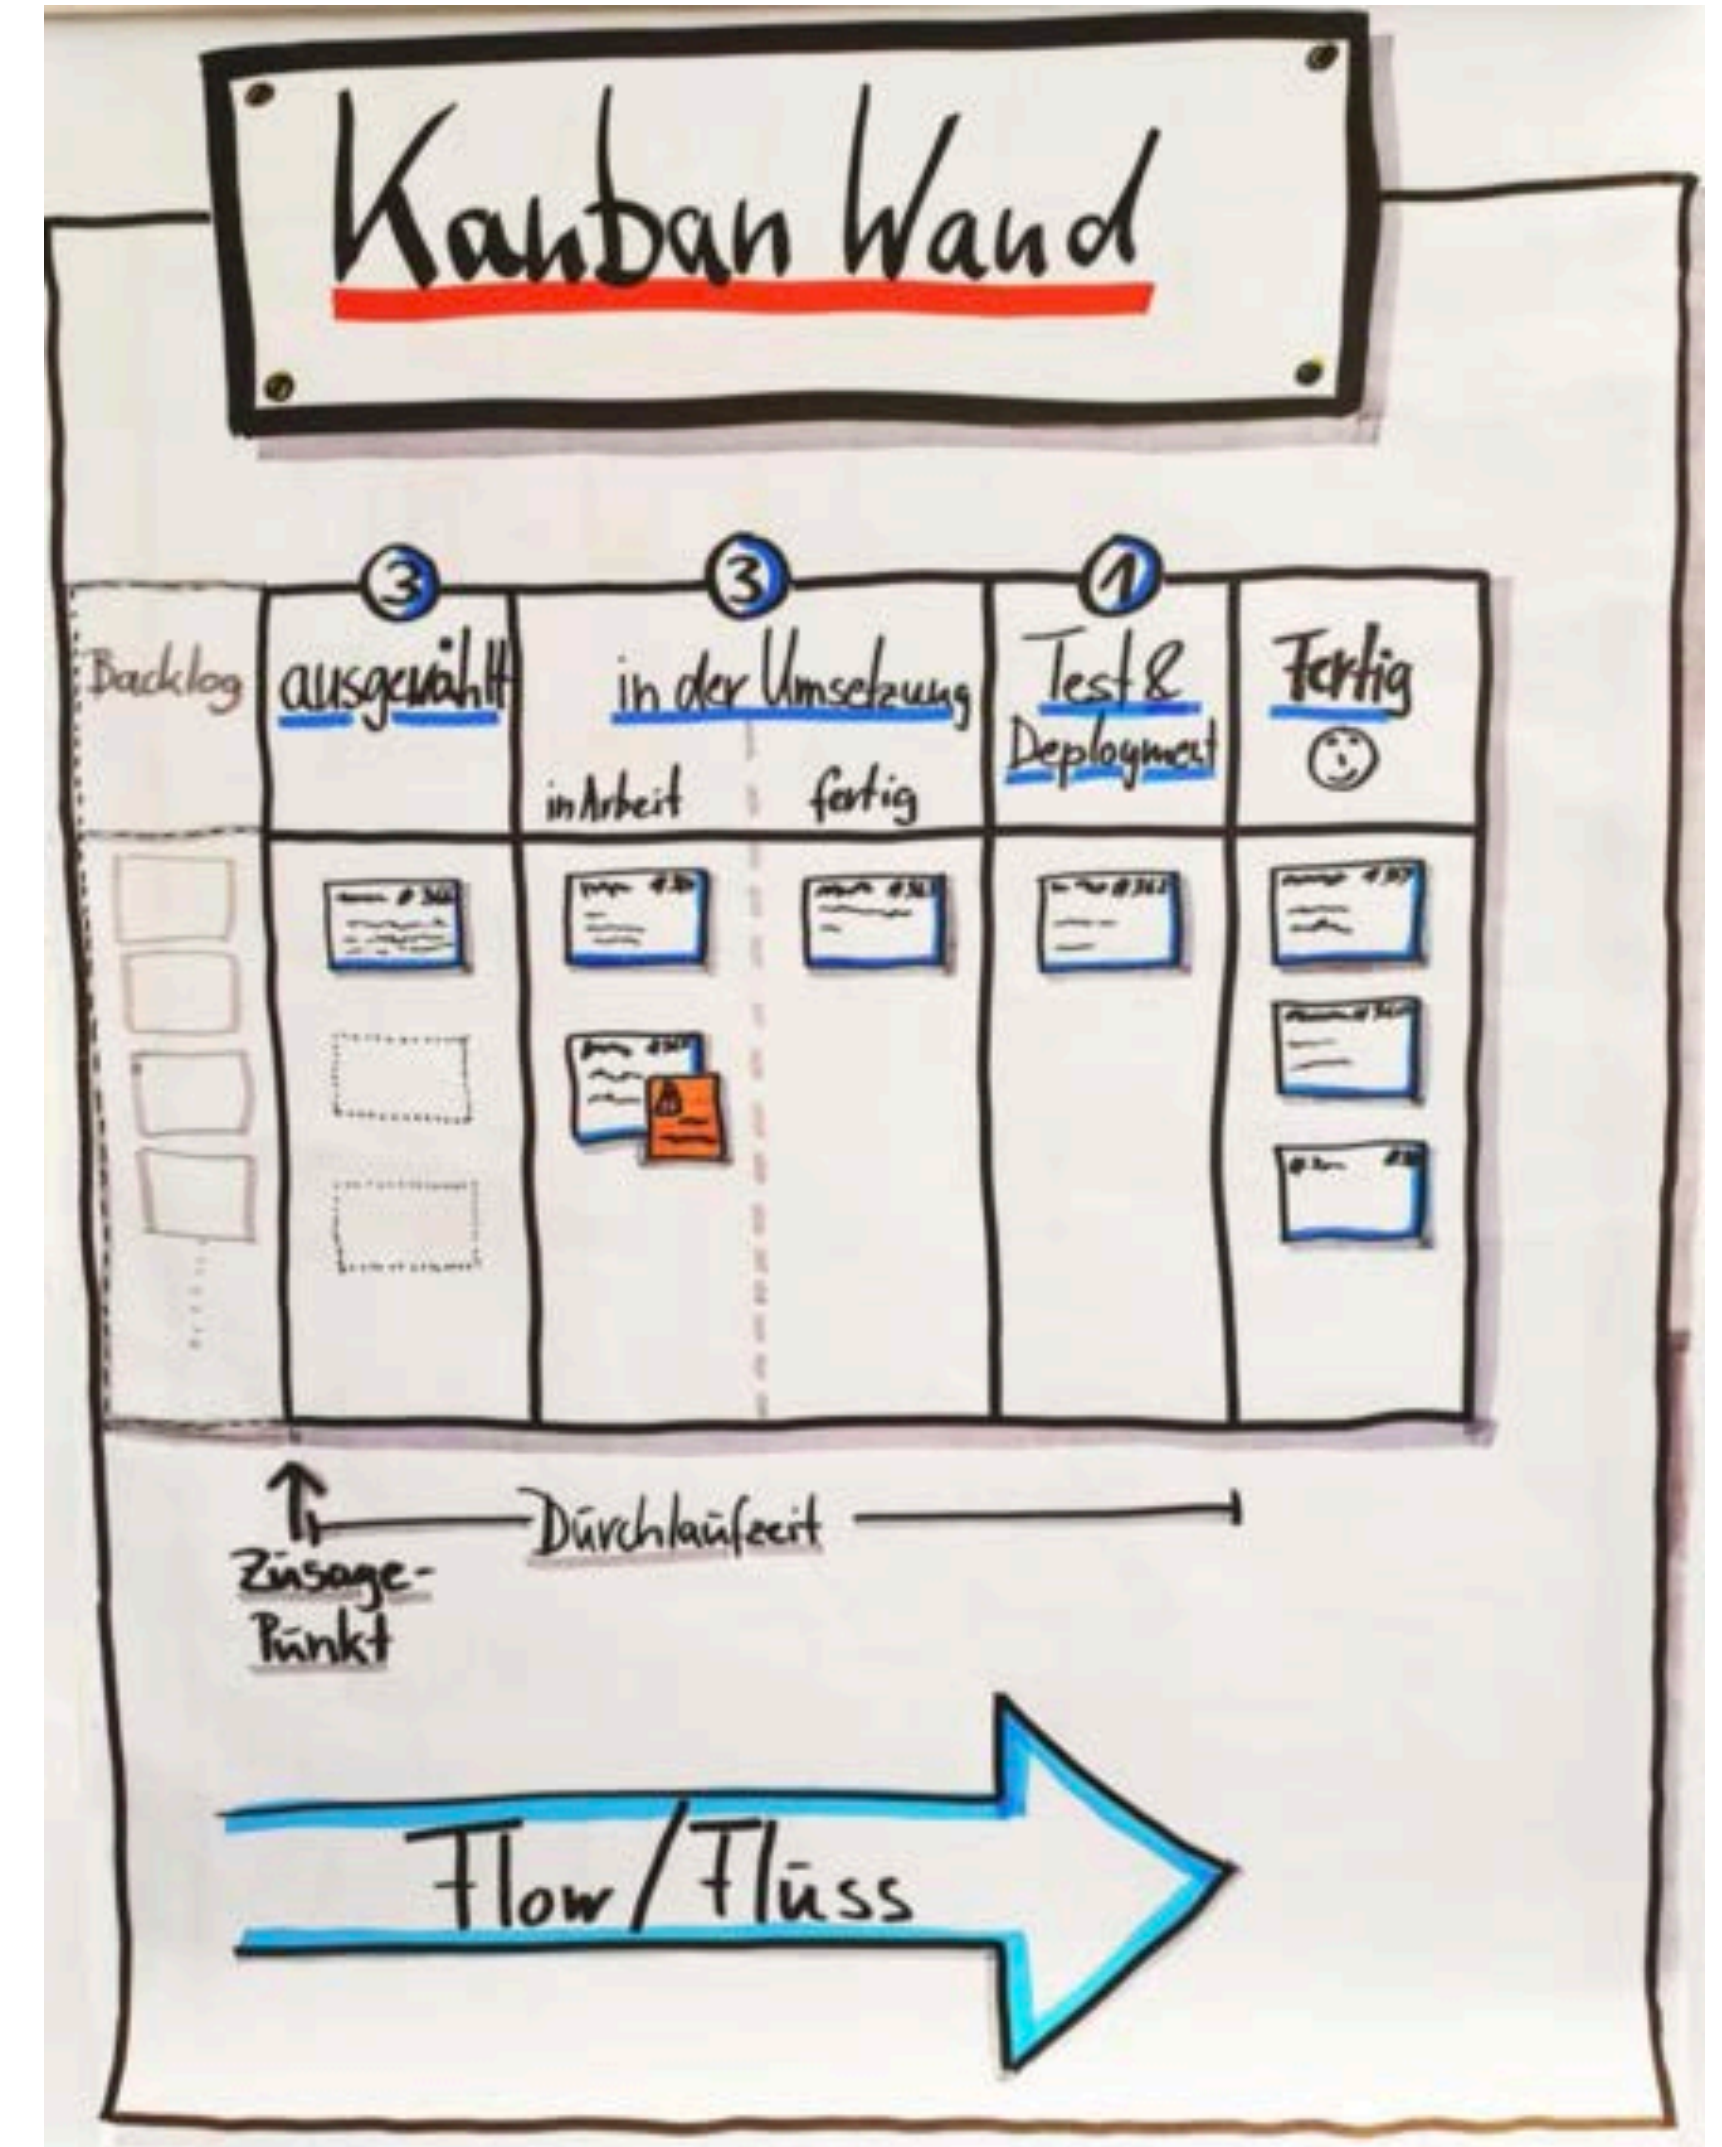 Kanban Wand
3 3 1
Backlog ausgewählt in der Umsetzung Test & Fertig
Deployment
in Arbeit fertig
Durchlaufzeit
Zusage-
Punkt
Flow/Fluss